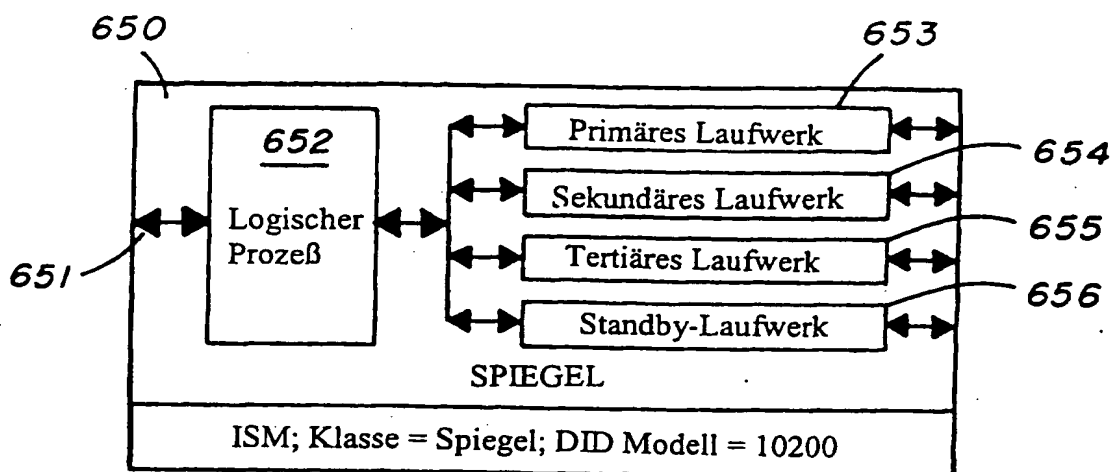 650
653
652
Primäres Laufwerk
654
Sekundäres Laufwerk
Logischer
Prozeß
655
Tertiäres Laufwerk
651
656
Standby-Laufwerk
SPIEGEL
ISM; Klasse = Spiegel; DID Modell = 10200